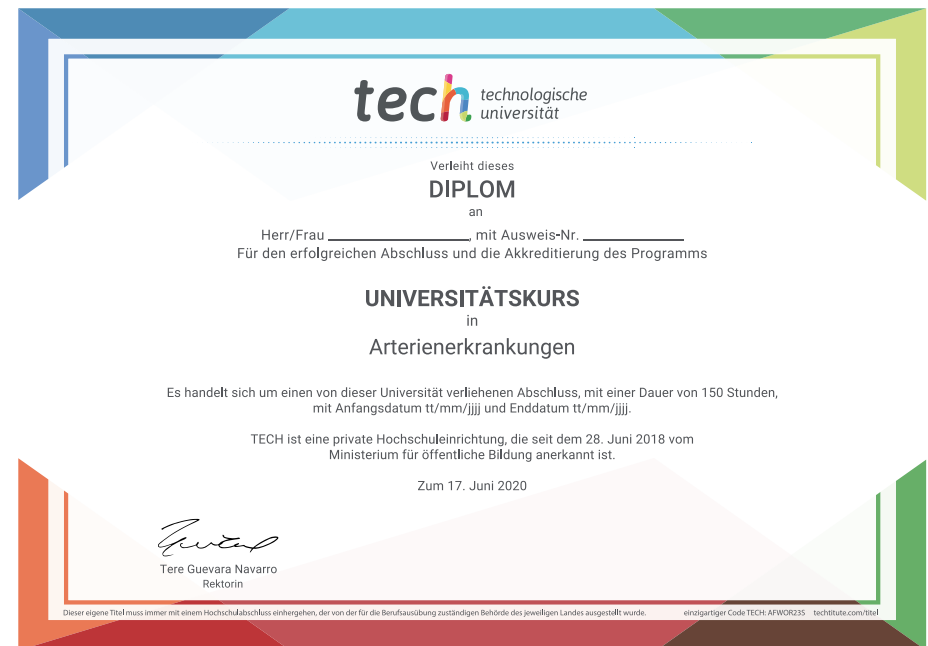 tech technologische
universität
Verleiht dieses
DIPLOM
an
Herr/Frau ____________________, mit Ausweis-Nr. ______________
Für den erfolgreichen Abschluss und die Akkreditierung des Programms
UNIVERSITÄTSKURS
in
Arterienerkrankungen
Es handelt sich um einen von dieser Universität verliehenen Abschluss, mit einer Dauer von 150 Stunden,
mit Anfangsdatum tt/mm/jjjj und Enddatum tt/mm/jjjj.
TECH ist eine private Hochschuleinrichtung, die seit dem 28. Juni 2018 vom
Ministerium für öffentliche Bildung anerkannt ist.
Zum 17. Juni 2020
Tere Guevara Navarro
Rektorin
Dieser eigene Titel muss immer mit einem Hochschulabschluss einhergehen, der von der für die Berufsausübung zuständigen Behörde des jeweiligen Landes ausgestellt wurde. einzigartiger Code TECH: AFWOR23S techtitute.com/titel